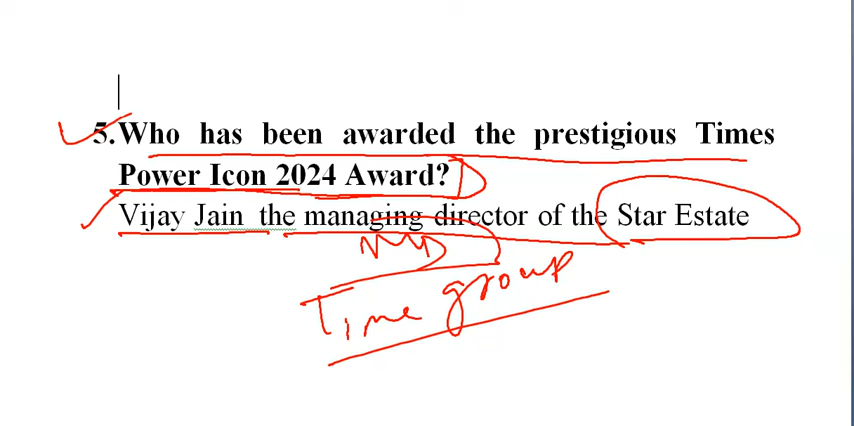 5. Who has been awarded the prestigious Times
Power Icon 2024 Award?
Vijay Jain the managing director of the Star Estate
MD
Time group